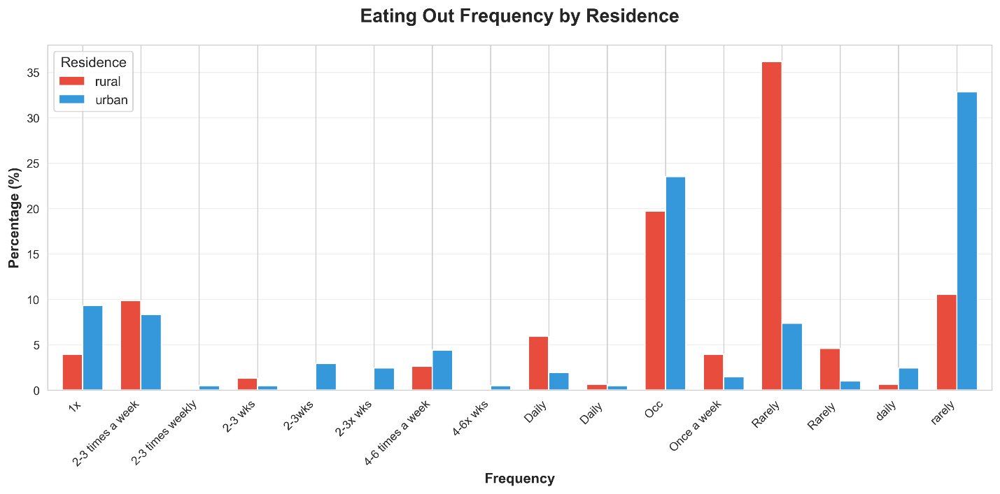 Eating Out Frequency by Residence
Residence
rural
urban
Percentage (%)
35
30
25
20
15
10
5
0
1x
2-3 times a week
2-3 times weekly
2-3 wks
2-3wks
2-3x wks
4-6 times a week
4-6x wks
Daily
Daily
Occ
Once a week
Rarely
Rarely
daily
rarely
Frequency